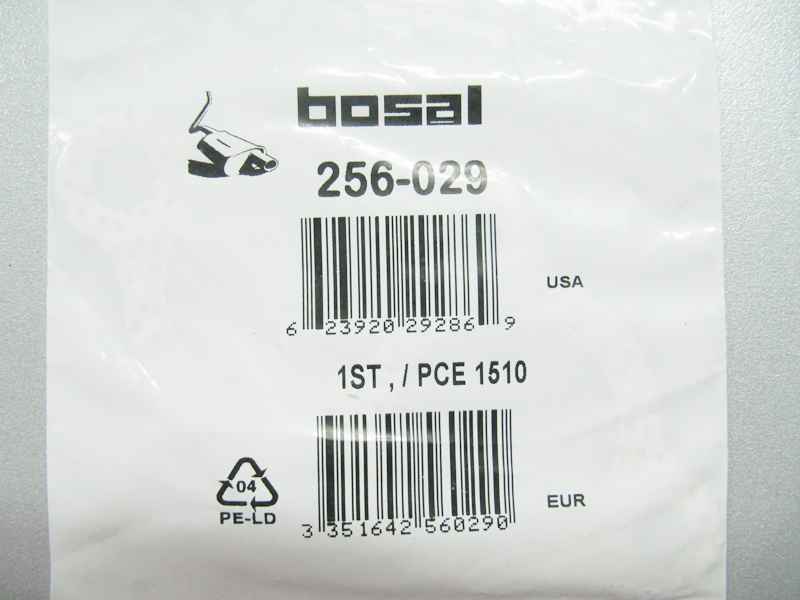 bosal
256-029
USA
6 23920 29286 9
1ST , / PCE 1510
04
PE-LD
EUR
3 351642 560290